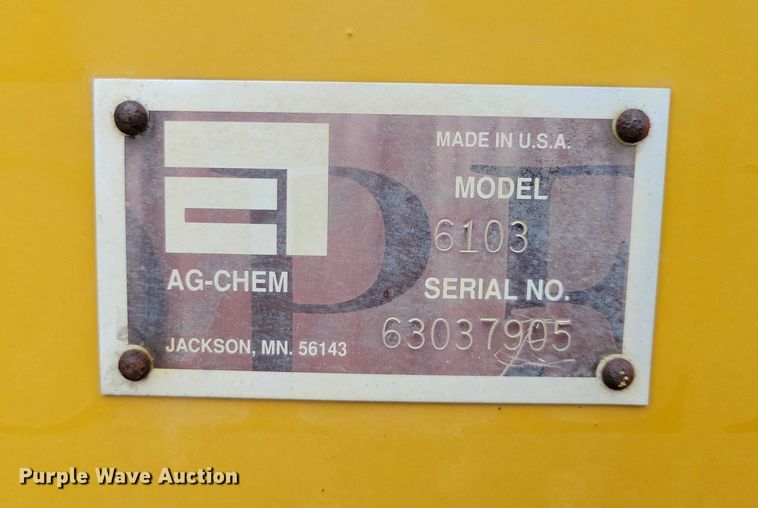 MADE IN U.S.A.
MODEL
6103
AG-CHEM
SERIAL NO.
63037905
JACKSON, MN. 56143
Purple Wave Auction